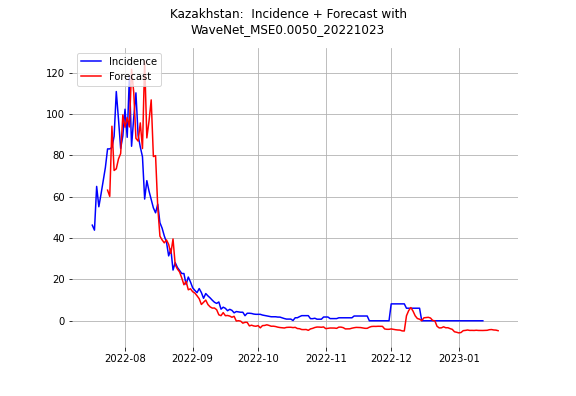 Kazakhstan:  Incidence + Forecast with
WaveNet_MSE0.0050_20221023
Incidence
Forecast
120
100
80
60
40
20
0
2022-08 2022-09 2022-10 2022-11 2022-12 2023-01